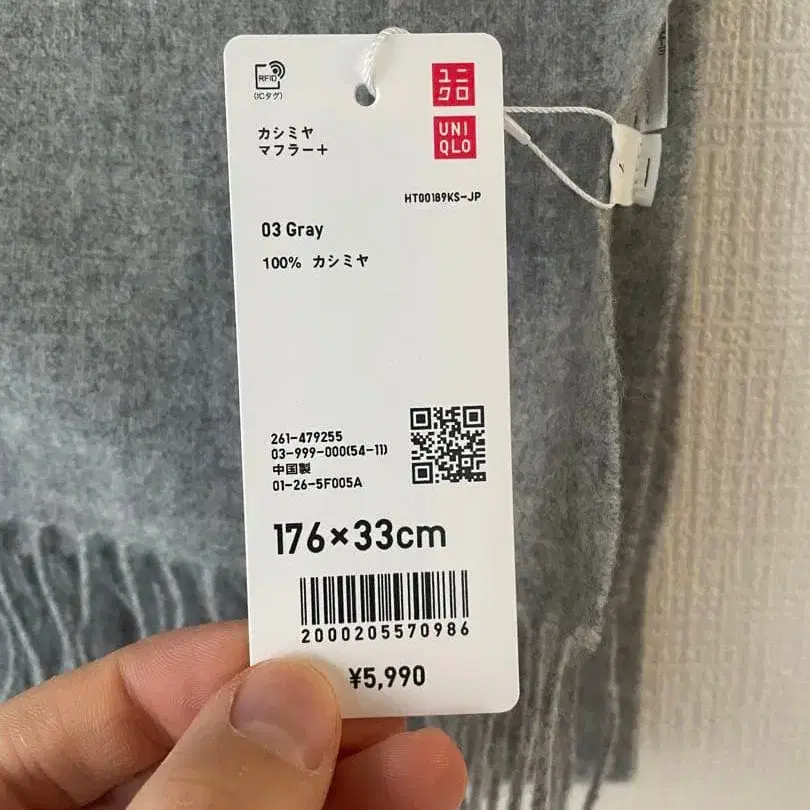 RFID
(ICタグ)
ユニ
クロ
UNI
QLO
カシミヤ
マフラー+
HT00189KS-JP
03 Gray
100% カシミヤ
261-479255
03-999-000(54-11)
中国製
01-26-5F005A
176×33cm
2000205570986
¥5,990